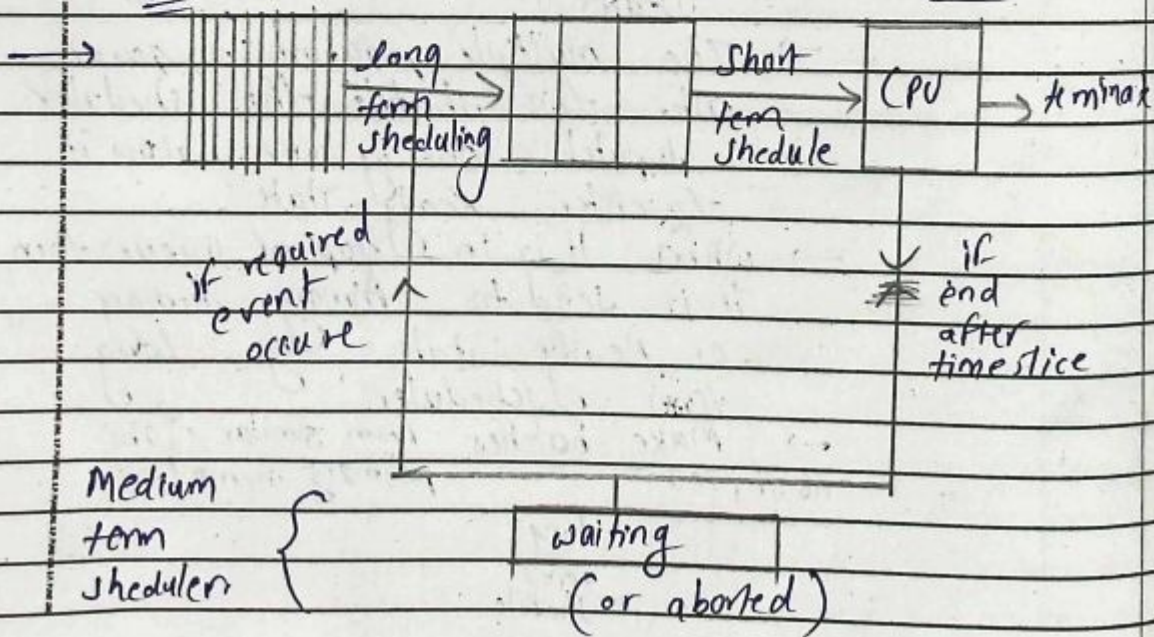 long
term
sheduling
Short
term
shedule
CPU
terminat
if required
event
occure
if
end
after
timeslice
Medium
term
sheduler
waiting
(or aborted)